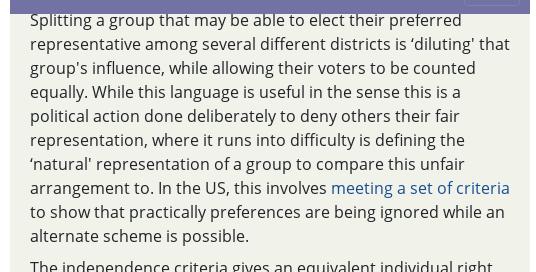 Splitting a group that may be able to elect their preferred
representative among several different districts is ‘diluting' that
group's influence, while allowing their voters to be counted
equally. While this language is useful in the sense this is a
political action done deliberately to deny others their fair
representation, where it runs into difficulty is defining the
‘natural' representation of a group to compare this unfair
arrangement to. In the US, this involves meeting a set of criteria
to show that practically preferences are being ignored while an
alternate scheme is possible.
The independence criteria gives an equivalent individual right